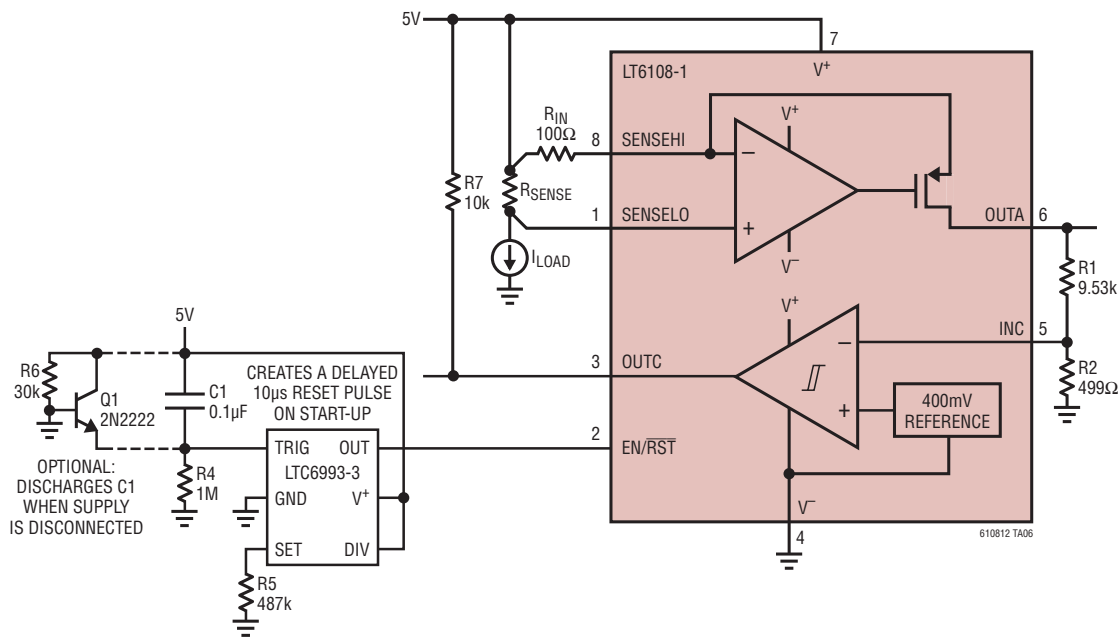 5V
7
LT6108-1
V+
RIN
100Ω
8
SENSEHI
V+
−
R7
10k
RSENSE
1
SENSELO
+
V−
OUTA
6
ILOAD
R1
9.53k
V+
INC
5
−
R2
499Ω
3
OUTC
+
400mV
REFERENCE
5V
R6
30k
Q1
2N2222
C1
0.1µF
CREATES A DELAYED
10µs RESET PULSE
ON START-UP
2
EN/RST
TRIG
OUT
LTC6993-3
OPTIONAL:
DISCHARGES C1
WHEN SUPPLY
IS DISCONNECTED
R4
1M
GND
V+
SET
DIV
R5
487k
V−
4
610812 TA06